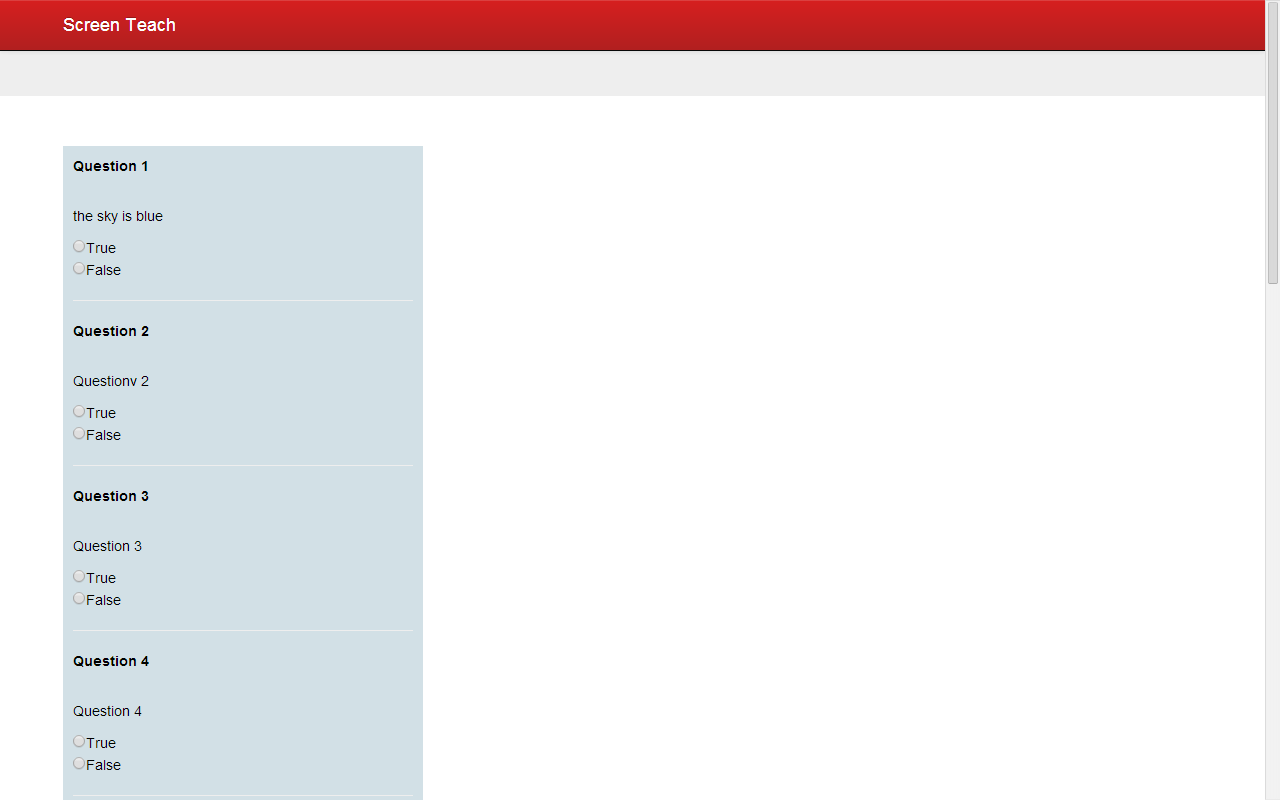 Screen Teach
Question 1
the sky is blue
True
False
Question 2
Questionv 2
True
False
Question 3
Question 3
True
False
Question 4
Question 4
True
False